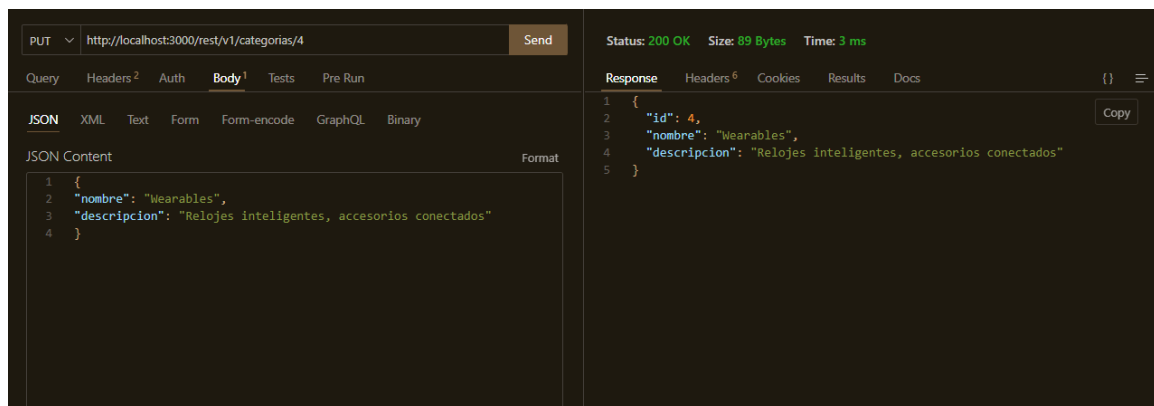 PUT http://localhost:3000/rest/v1/categorias/4 Send
Query Headers 2 Auth Body 1 Tests Pre Run
JSON XML Text Form Form-encode GraphQL Binary
JSON Content Format
1 {
2 "nombre": "Wearables",
3 "descripcion": "Relojes inteligentes, accesorios conectados"
4 }
Status: 200 OK Size: 89 Bytes Time: 3 ms
Response Headers 6 Cookies Results Docs {}
Copy
1 {
2 "id": 4,
3 "nombre": "Wearables",
4 "descripcion": "Relojes inteligentes, accesorios conectados"
5 }